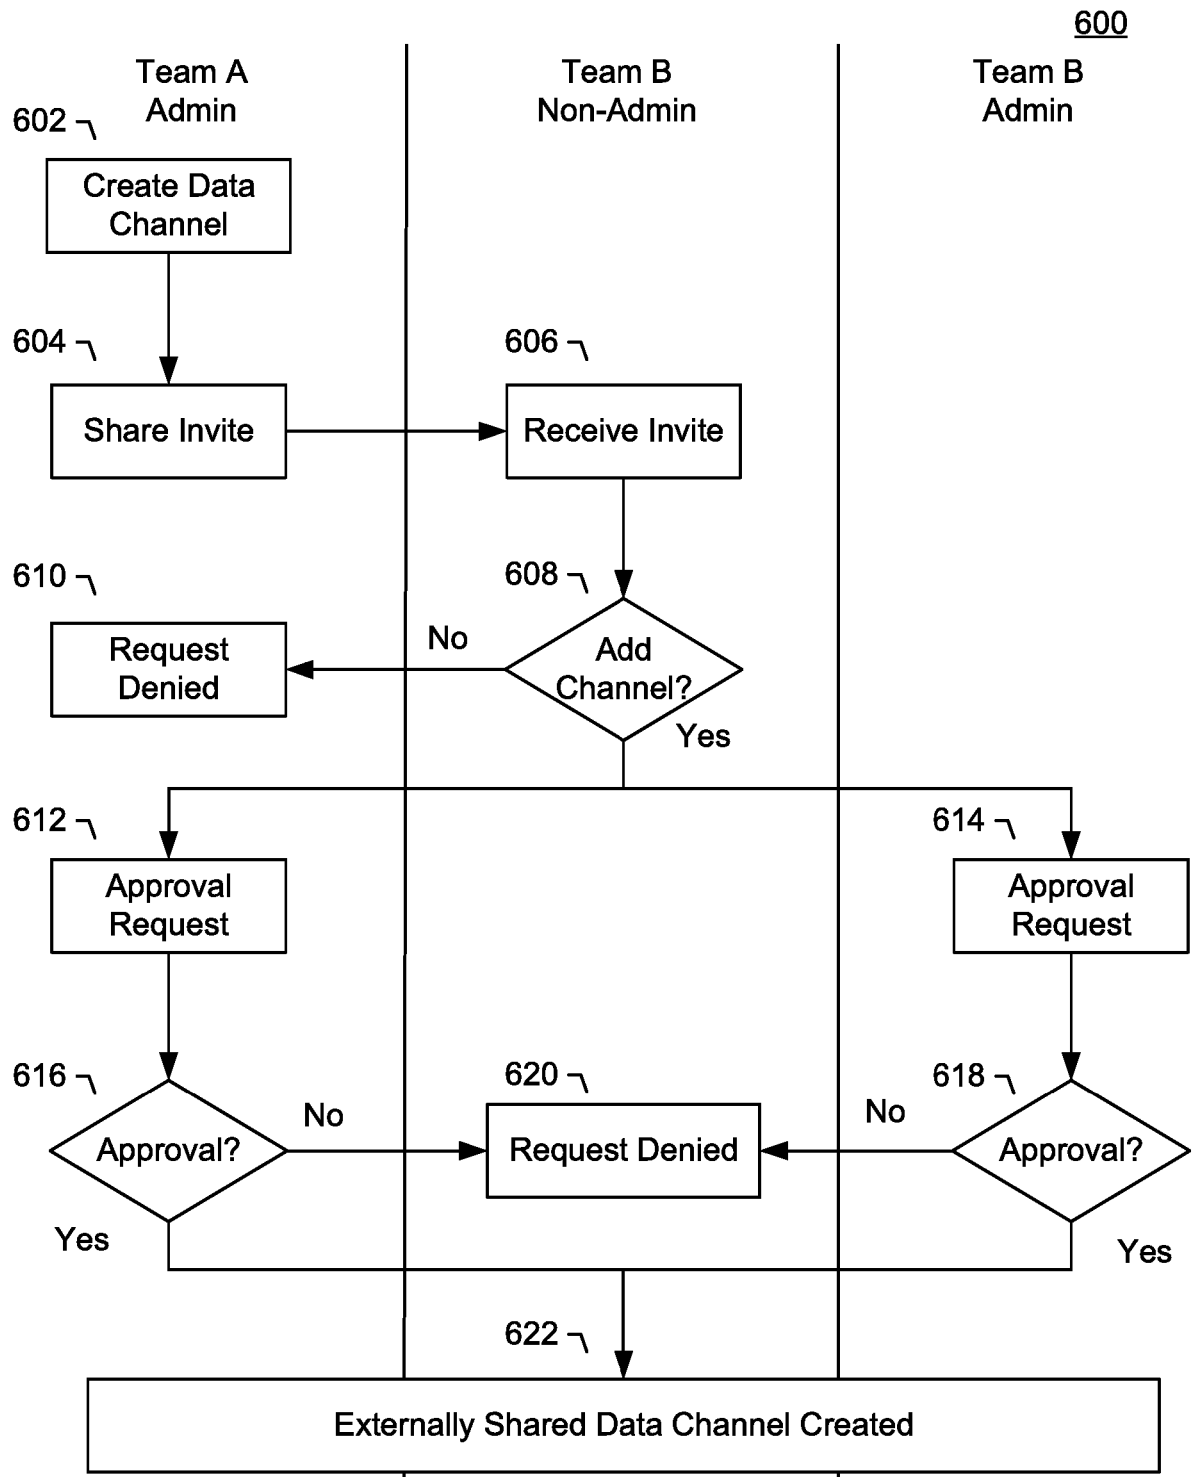 600
Team A
Admin
Team B
Non-Admin
Team B
Admin
602
Create Data
Channel
604
Share Invite
606
Receive Invite
608
Add
Channel?
No
Yes
610
Request
Denied
612
Approval
Request
614
Approval
Request
616
Approval?
No
Yes
620
Request Denied
618
Approval?
No
Yes
622
Externally Shared Data Channel Created